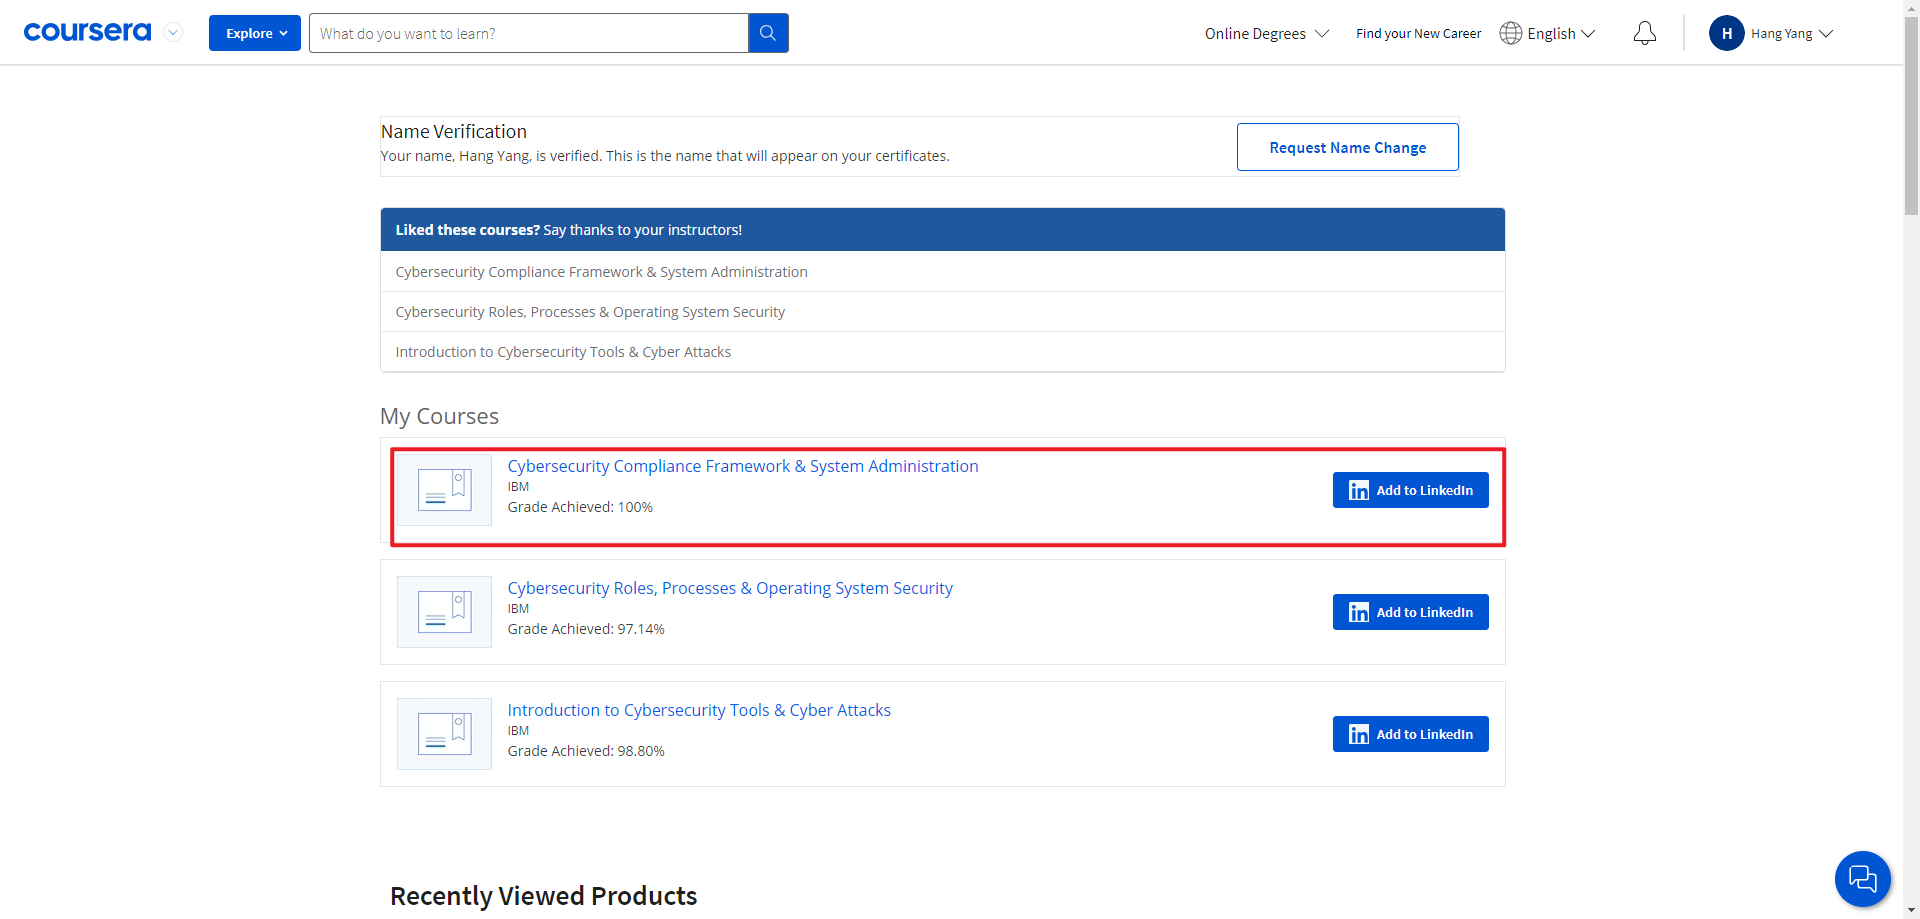 coursera
Explore
What do you want to learn?
Online Degrees
Find your New Career
English
H
Hang Yang
Name Verification
Your name, Hang Yang, is verified. This is the name that will appear on your certificates.
Request Name Change
Liked these courses? Say thanks to your instructors!
Cybersecurity Compliance Framework & System Administration
Cybersecurity Roles, Processes & Operating System Security
Introduction to Cybersecurity Tools & Cyber Attacks
My Courses
Cybersecurity Compliance Framework & System Administration
IBM
Grade Achieved: 100%
in Add to LinkedIn
Cybersecurity Roles, Processes & Operating System Security
IBM
Grade Achieved: 97.14%
in Add to LinkedIn
Introduction to Cybersecurity Tools & Cyber Attacks
IBM
Grade Achieved: 98.80%
in Add to LinkedIn
Recently Viewed Products